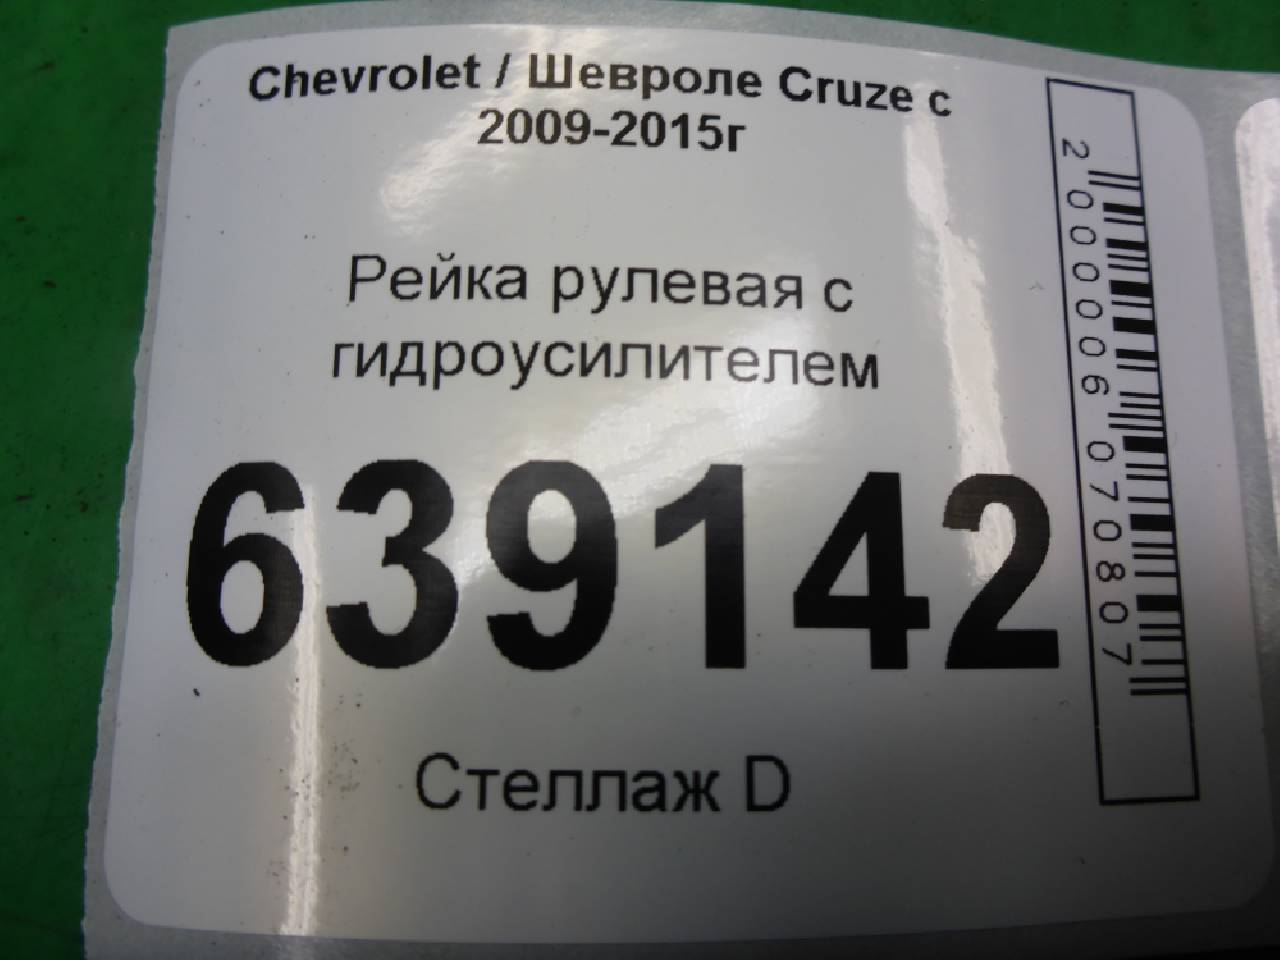 Chevrolet / Шевроле Cruze с
2009-2015г
Рейка рулевая с
гидроусилителем
639142
Стеллаж D
2000006070807